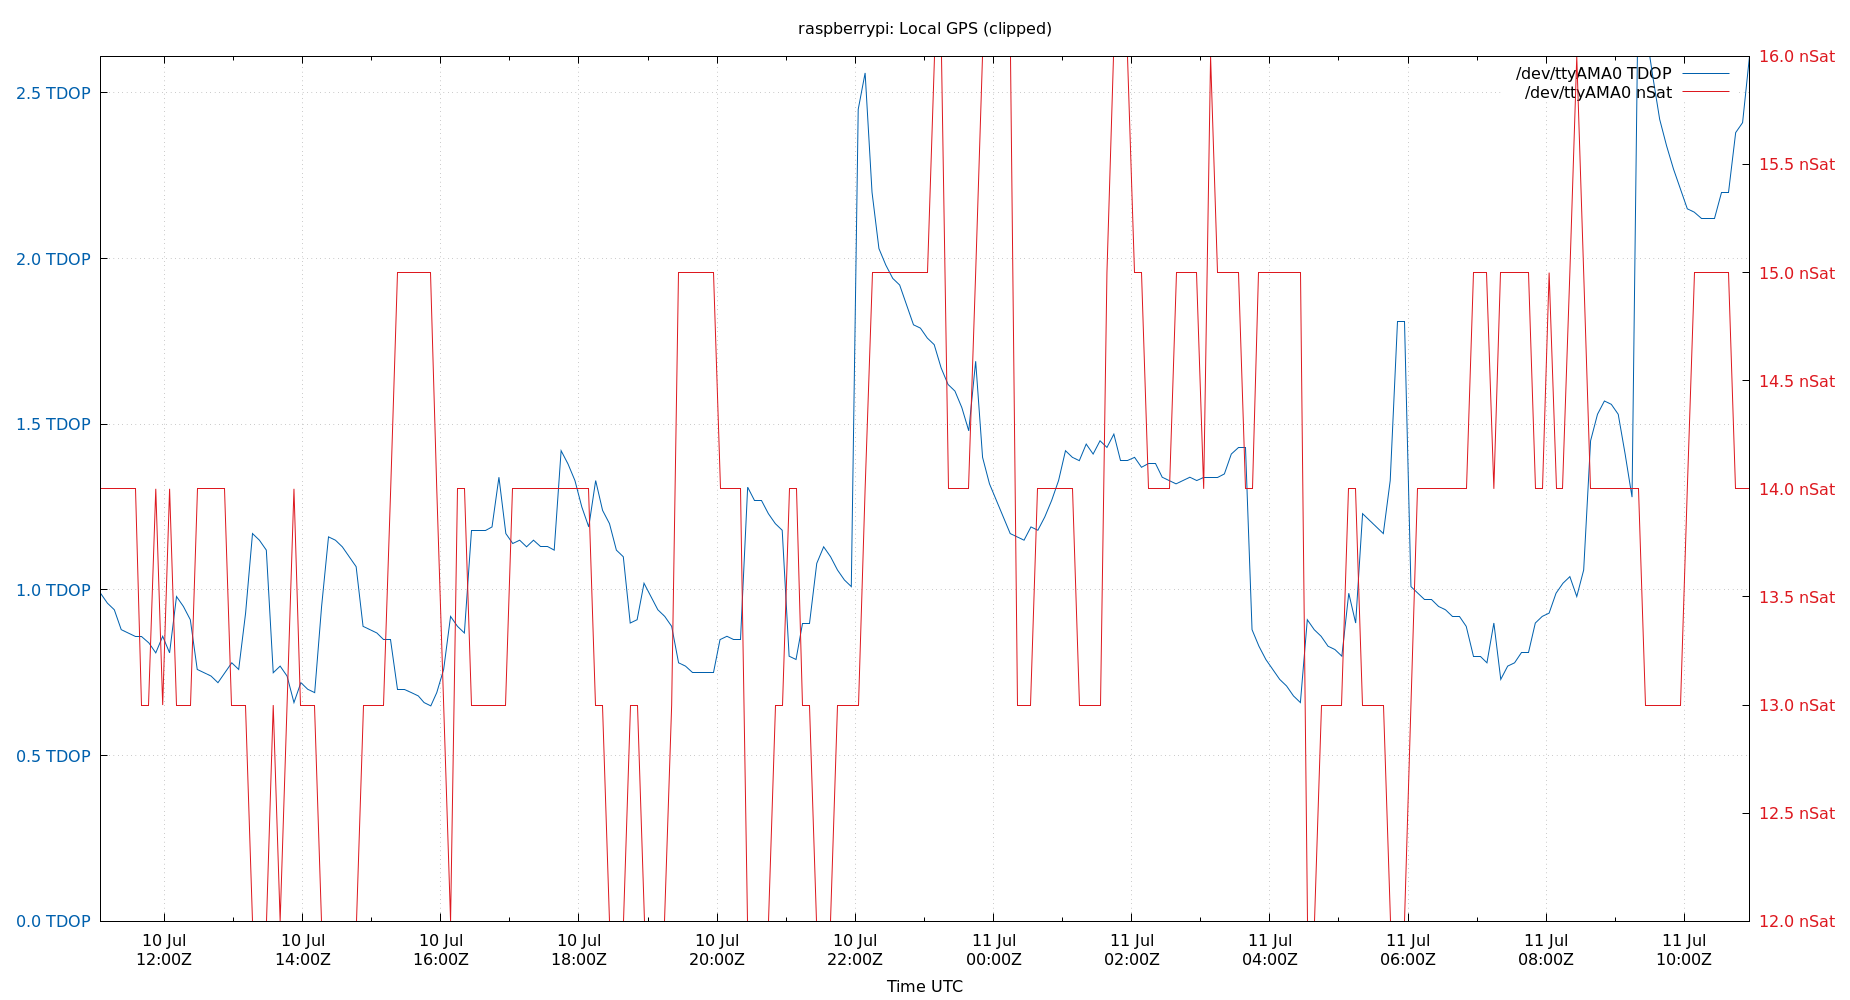 raspberrypi: Local GPS (clipped)
/dev/ttyAMA0 TDOP
/dev/ttyAMA0 nSat
2.5 TDOP
2.0 TDOP
1.5 TDOP
1.0 TDOP
0.5 TDOP
0.0 TDOP
16.0 nSat
15.5 nSat
15.0 nSat
14.5 nSat
14.0 nSat
13.5 nSat
13.0 nSat
12.5 nSat
12.0 nSat
10 Jul 10 Jul 10 Jul 10 Jul 10 Jul 10 Jul 11 Jul 11 Jul 11 Jul 11 Jul 11 Jul 11 Jul
12:00Z 14:00Z 16:00Z 18:00Z 20:00Z 22:00Z 00:00Z 02:00Z 04:00Z 06:00Z 08:00Z 10:00Z
Time UTC